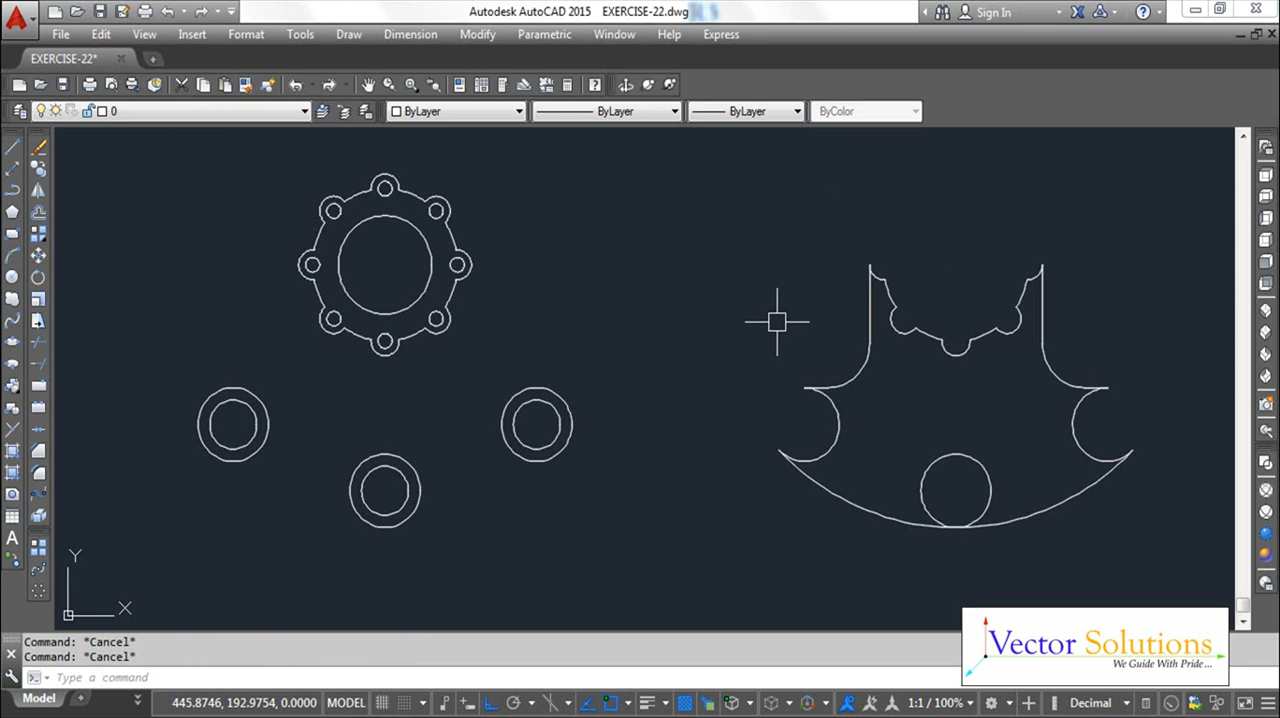 Autodesk AutoCAD 2015 EXERCISE-22.dwg
Sign In
File Edit View Insert Format Tools Draw Dimension Modify Parametric Window Help Express
EXERCISE-22*
0 ByLayer ByLayer ByLayer ByColor
Y
X
Command: *Cancel*
Command: *Cancel*
Type a command
Vector Solutions
We Guide With Pride...
Model
445.8746, 192.9754, 0.0000 MODEL 1:1 / 100% Decimal